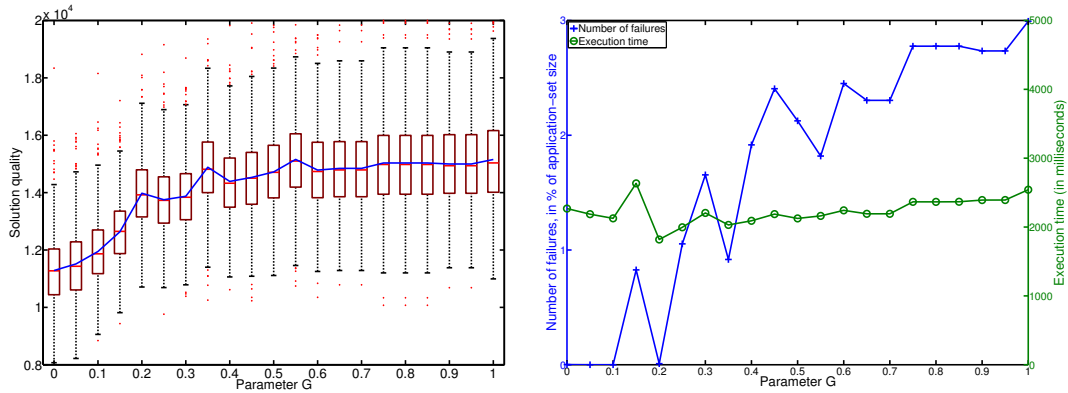 x 10⁴
2
1.8
1.6
1.4
1.2
1
0.8
Solution quality
0 0.1 0.2 0.3 0.4 0.5 0.6 0.7 0.8 0.9 1
Parameter G
Number of failures
Execution time
3
2
1
0
Number of failures, in % of application−set size
5000
4000
3000
2000
1000
0
Execution time (in milliseconds)
0 0.1 0.2 0.3 0.4 0.5 0.6 0.7 0.8 0.9 1
Parameter G